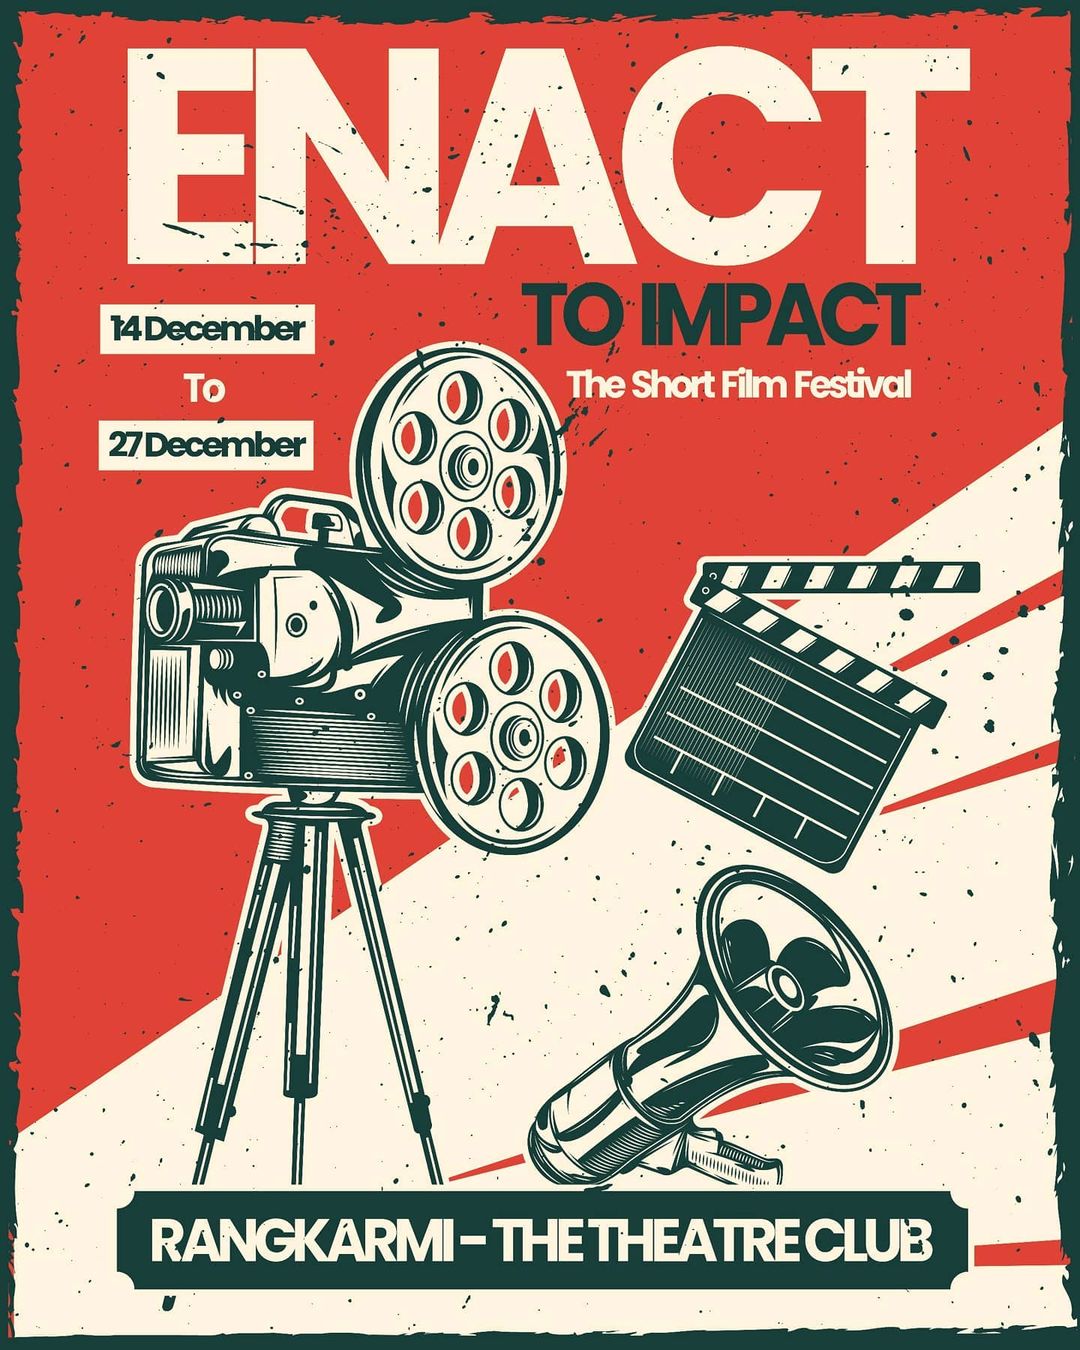 ENACT
TO IMPACT
The Short Film Festival
14 December
To
27 December
RANGKARMI - THE THEATRE CLUB